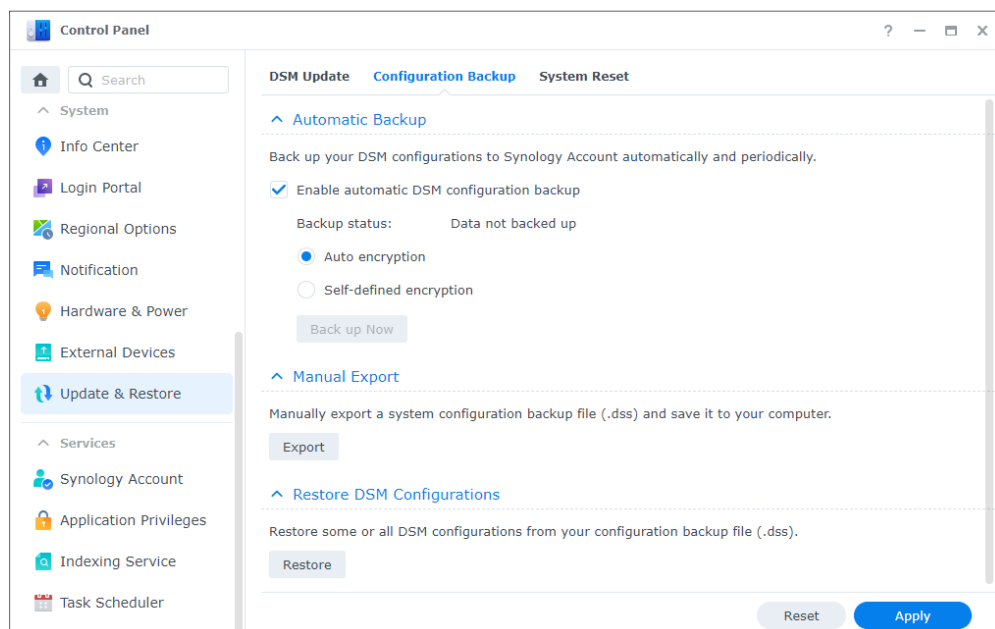 Control Panel
?
Search
System
Info Center
Login Portal
Regional Options
Notification
Hardware & Power
External Devices
Update & Restore
Services
Synology Account
Application Privileges
Indexing Service
Task Scheduler
DSM Update Configuration Backup System Reset
Automatic Backup
Back up your DSM configurations to Synology Account automatically and periodically.
Enable automatic DSM configuration backup
Backup status: Data not backed up
Auto encryption
Self-defined encryption
Back up Now
Manual Export
Manually export a system configuration backup file (.dss) and save it to your computer.
Export
Restore DSM Configurations
Restore some or all DSM configurations from your configuration backup file (.dss).
Restore
Reset Apply